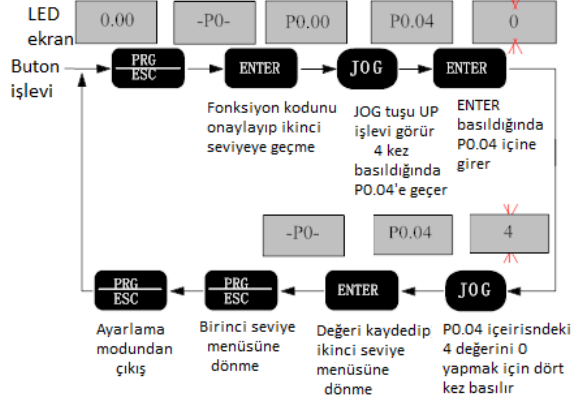 LED
ekran
0.00
-P0-
P0.00
P0.04
0
Buton
işlevi
PRG
ESC
ENTER
JOG
ENTER
Fonksiyon kodunu
onaylayıp ikinci
seviyeye geçme
JOG tuşu UP
işlevi görür
4 kez
basıldığında
P0.04'e geçer
ENTER
basıldığında
P0.04 içine
girer
-P0-
P0.04
4
PRG
ESC
PRG
ESC
ENTER
JOG
Ayarlama
modundan
çıkış
Birinci seviye
menüsüne
dönme
Değeri kaydedip
ikinci seviye
menüsüne
dönme
P0.04 içeirisndeki
4 değerini 0
yapmak için dört
kez basılır